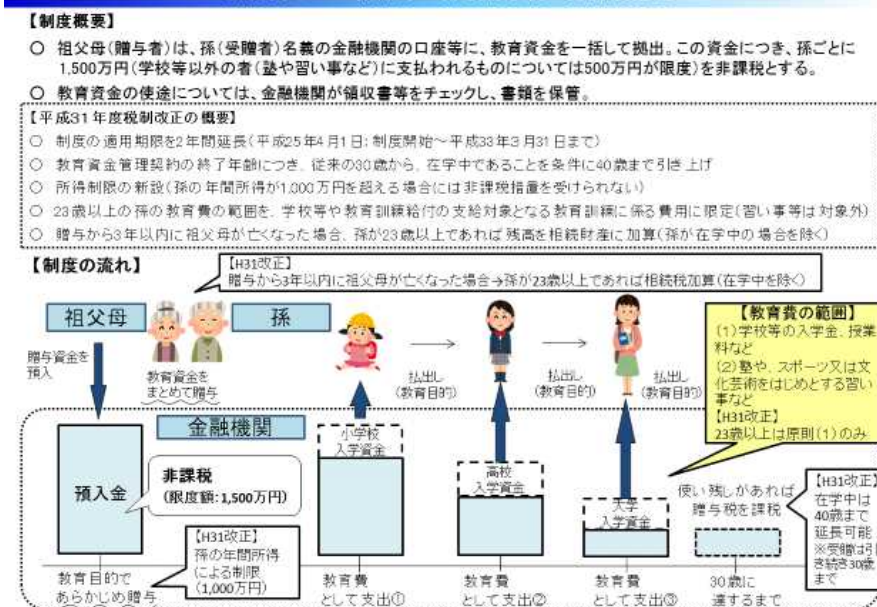 【制度概要】
○ 祖父母(贈与者)は、孫(受贈者)名義の金融機関の口座等に、教育資金を一括して拠出。この資金につき、孫ごとに
1,500万円(学校等以外の者(塾や習い事など)に支払われるものについては500万円が限度)を非課税とする。
○ 教育資金の使途については、金融機関が領収書等をチェックし、書類を保管。
【平成31年度税制改正の概要】
○ 制度の適用期限を2年間延長(平成25年4月1日:制度開始～平成33年3月31日まで)
○ 教育資金管理契約の終了年齢につき、従来の30歳から、在学中であることを条件に40歳まで引き上げ
○ 所得制限の新設(孫の年間所得が1,000万円を超える場合には非課税措置を受けられない)
○ 23歳以上の孫の教育費の範囲を、学校等や教育訓練給付の支給対象となる教育訓練に係る費用に限定(習い事等は対象外)
○ 贈与から3年以内に祖父母が亡くなった場合、孫が23歳以上であれば残高を相続財産に加算(孫が在学中の場合を除く)
【制度の流れ】
【H31改正】
贈与から3年以内に祖父母が亡くなった場合→孫が23歳以上であれば相続税加算(在学中を除く)
祖父母
孫
贈与資金を
預入
教育資金を
まとめて贈与
払出し
(教育目的)
払出し
(教育目的)
払出し
(教育目的)
【教育費の範囲】
(1)学校等の入学金、授業
料など
(2)塾や、スポーツ又は文
化芸術をはじめとする習い
事など
【H31改正】
23歳以上は原則(1)のみ
金融機関
預入金
非課税
(限度額:1,500万円)
【H31改正】
孫の年間所得
による制限
(1,000万円)
小学校
入学資金
高校
入学資金
大学
入学資金
使い残しがあれば
贈与税を課税
【H31改正】
在学中は
40歳まで
延長可能
※受贈は引
き続き30歳
まで
教育目的で
あらかじめ贈与
教育費
として支出①
教育費
として支出②
教育費
として支出③
30歳に
達するまで